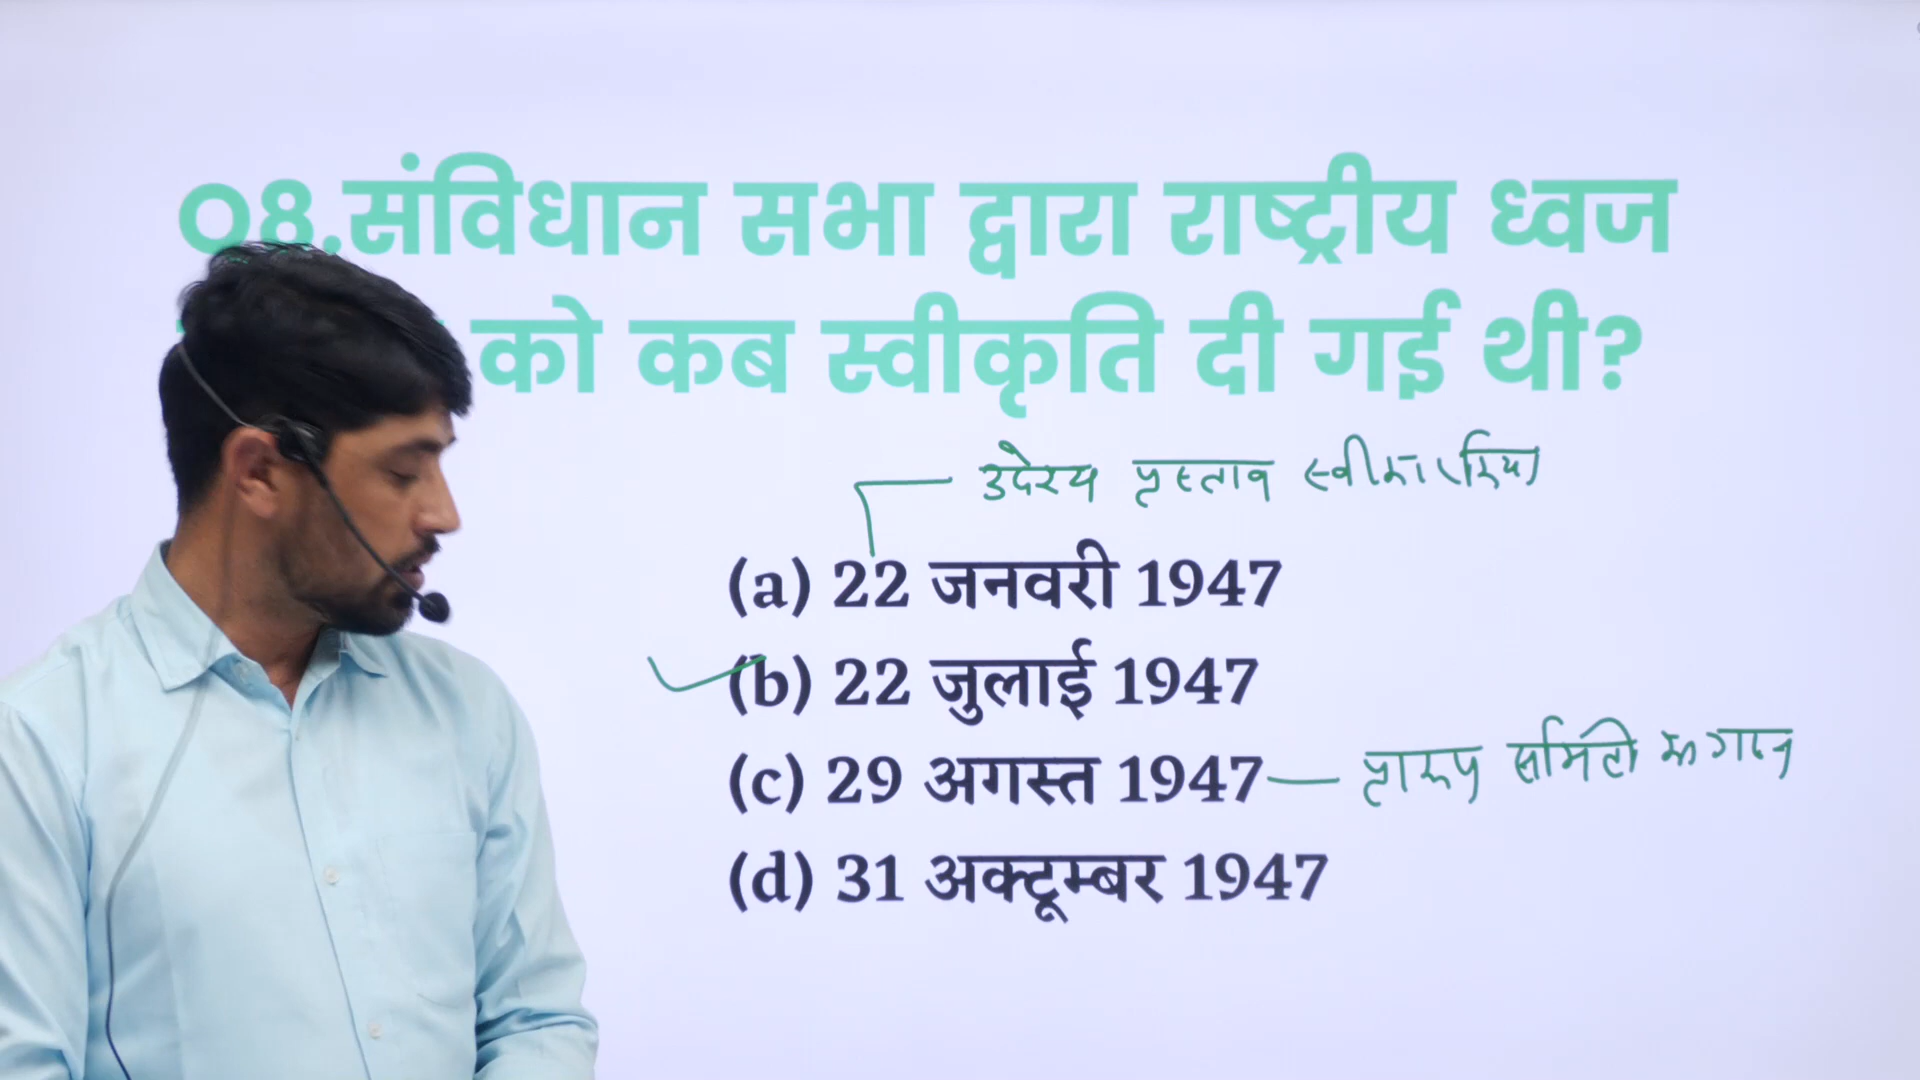 Q8.संविधान सभा द्वारा राष्ट्रीय ध्वज
को कब स्वीकृति दी गई थी?
उदेश्य प्रस्ताव स्वीकार किया
(a) 22 जनवरी 1947
(b) 22 जुलाई 1947
(c) 29 अगस्त 1947 — प्रारूप समिति का गठन
(d) 31 अक्टूम्बर 1947